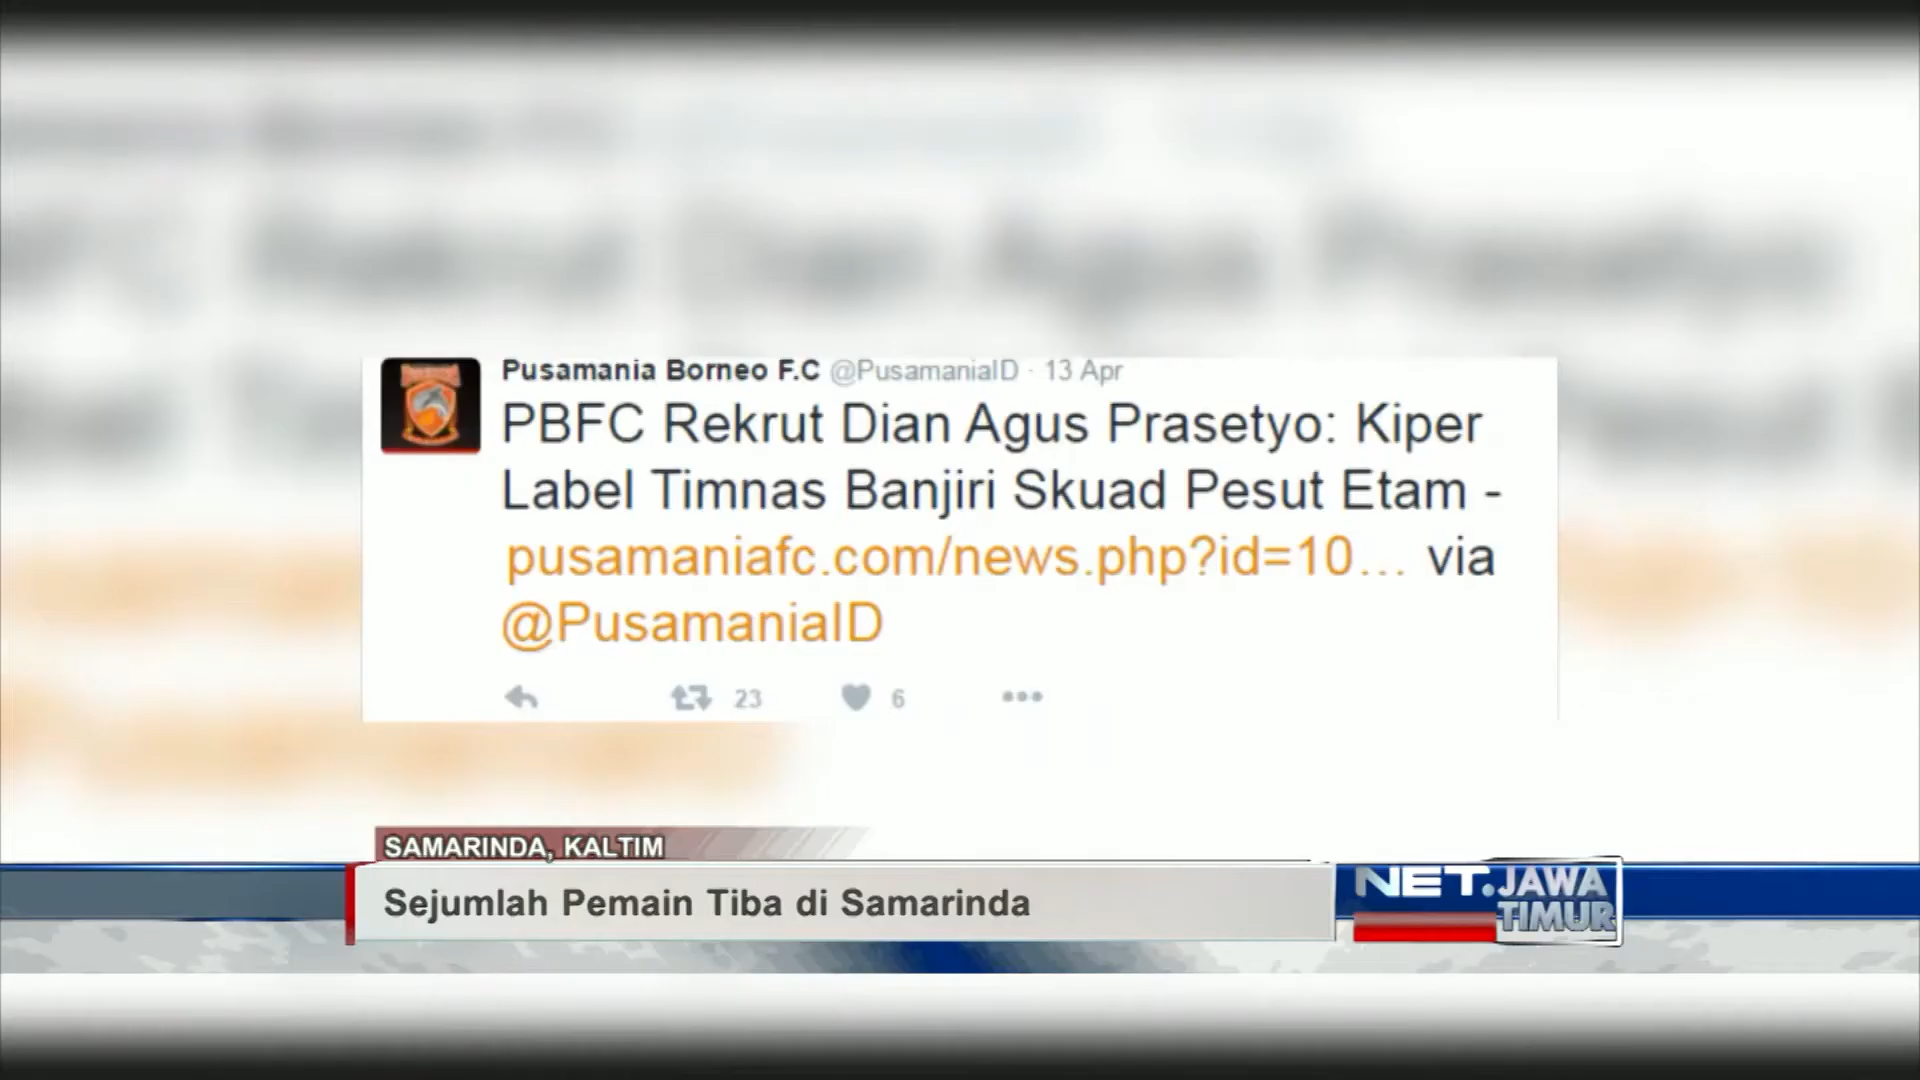 Pusamania Borneo F.C @PusamaniaID · 13 Apr
PBFC Rekrut Dian Agus Prasetyo: Kiper
Label Timnas Banjiri Skuad Pesut Etam -
pusamaniafc.com/news.php?id=10… via
@PusamaniaID
23 6
SAMARINDA, KALTIM
Sejumlah Pemain Tiba di Samarinda
NET. JAWA
TIMUR